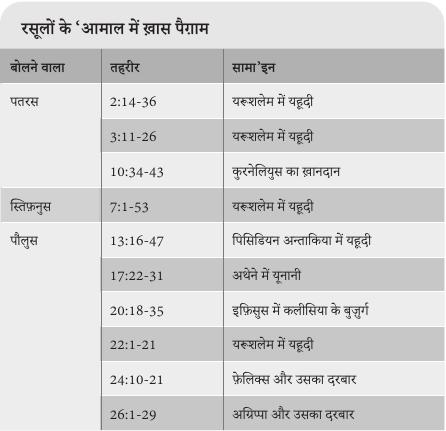 रसूलों के ‘आमाल में ख़ास पैग़ाम
बोलने वाला तहरीर सामा’इन
पतरस 2:14-36 यरूशलेम में यहूदी
3:11-26 यरूशलेम में यहूदी
10:34-43 कुरनेलियुस का ख़ानदान
स्तिफ़नुस 7:1-53 यरूशलेम में यहूदी
पौलुस 13:16-47 पिसिडियन अन्ताकिया में यहूदी
17:22-31 अथेने में यूनानी
20:18-35 इफ़िसुस में कलीसिया के बुज़ुर्ग
22:1-21 यरूशलेम में यहूदी
24:10-21 फ़ेलिक्स और उसका दरबार
26:1-29 अग्रिप्पा और उसका दरबार